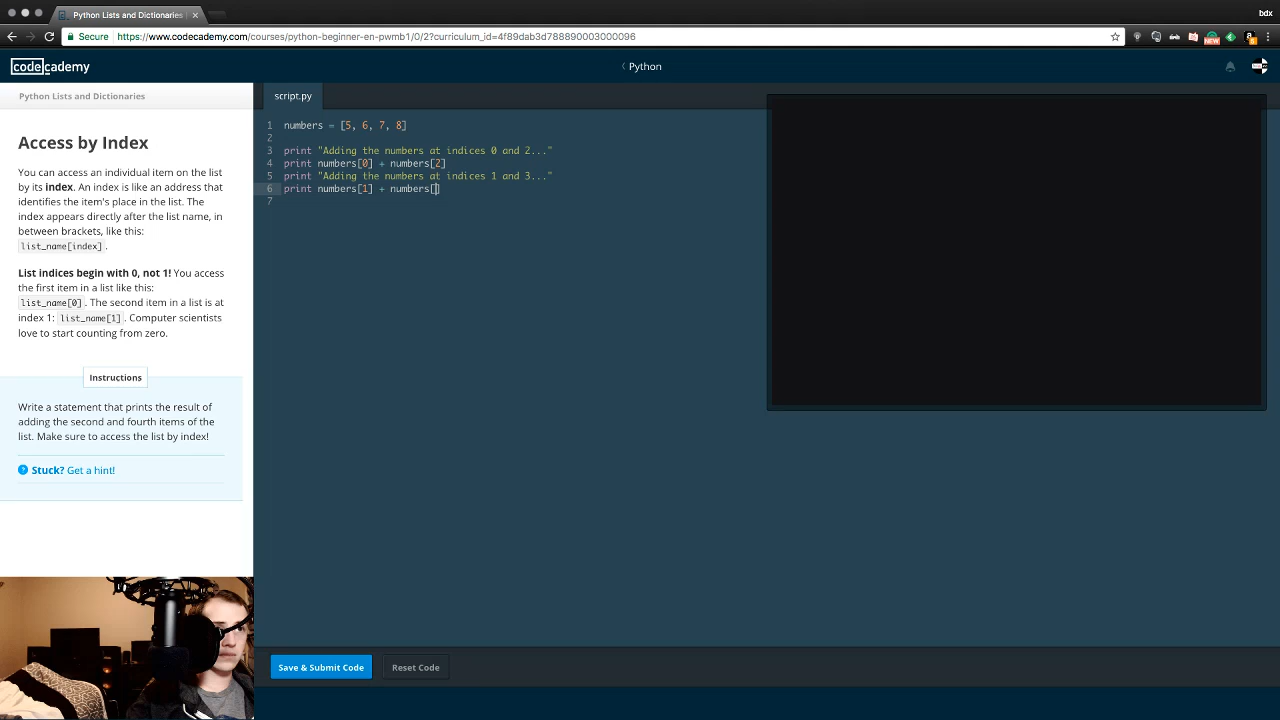 Python Lists and Dictionaries
bdx
Secure https://www.codecademy.com/courses/python-beginner-en-pwmb1/0/2?curriculum_id=4f89dab3d788890003000096
NEW
codecademy
Python
Python Lists and Dictionaries
script.py
Access by Index
You can access an individual item on the list
by its index. An index is like an address that
identifies the item's place in the list. The
index appears directly after the list name, in
between brackets, like this:
list_name[index].
List indices begin with 0, not 1! You access
the first item in a list like this:
list_name[0]. The second item in a list is at
index 1: list_name[1]. Computer scientists
love to start counting from zero.
Instructions
Write a statement that prints the result of
adding the second and fourth items of the
list. Make sure to access the list by index!
? Stuck? Get a hint!
1 numbers = [5, 6, 7, 8]
2
3 print "Adding the numbers at indices 0 and 2..."
4 print numbers[0] + numbers[2]
5 print "Adding the numbers at indices 1 and 3..."
6 print numbers[1] + numbers[]
7
Save & Submit Code
Reset Code